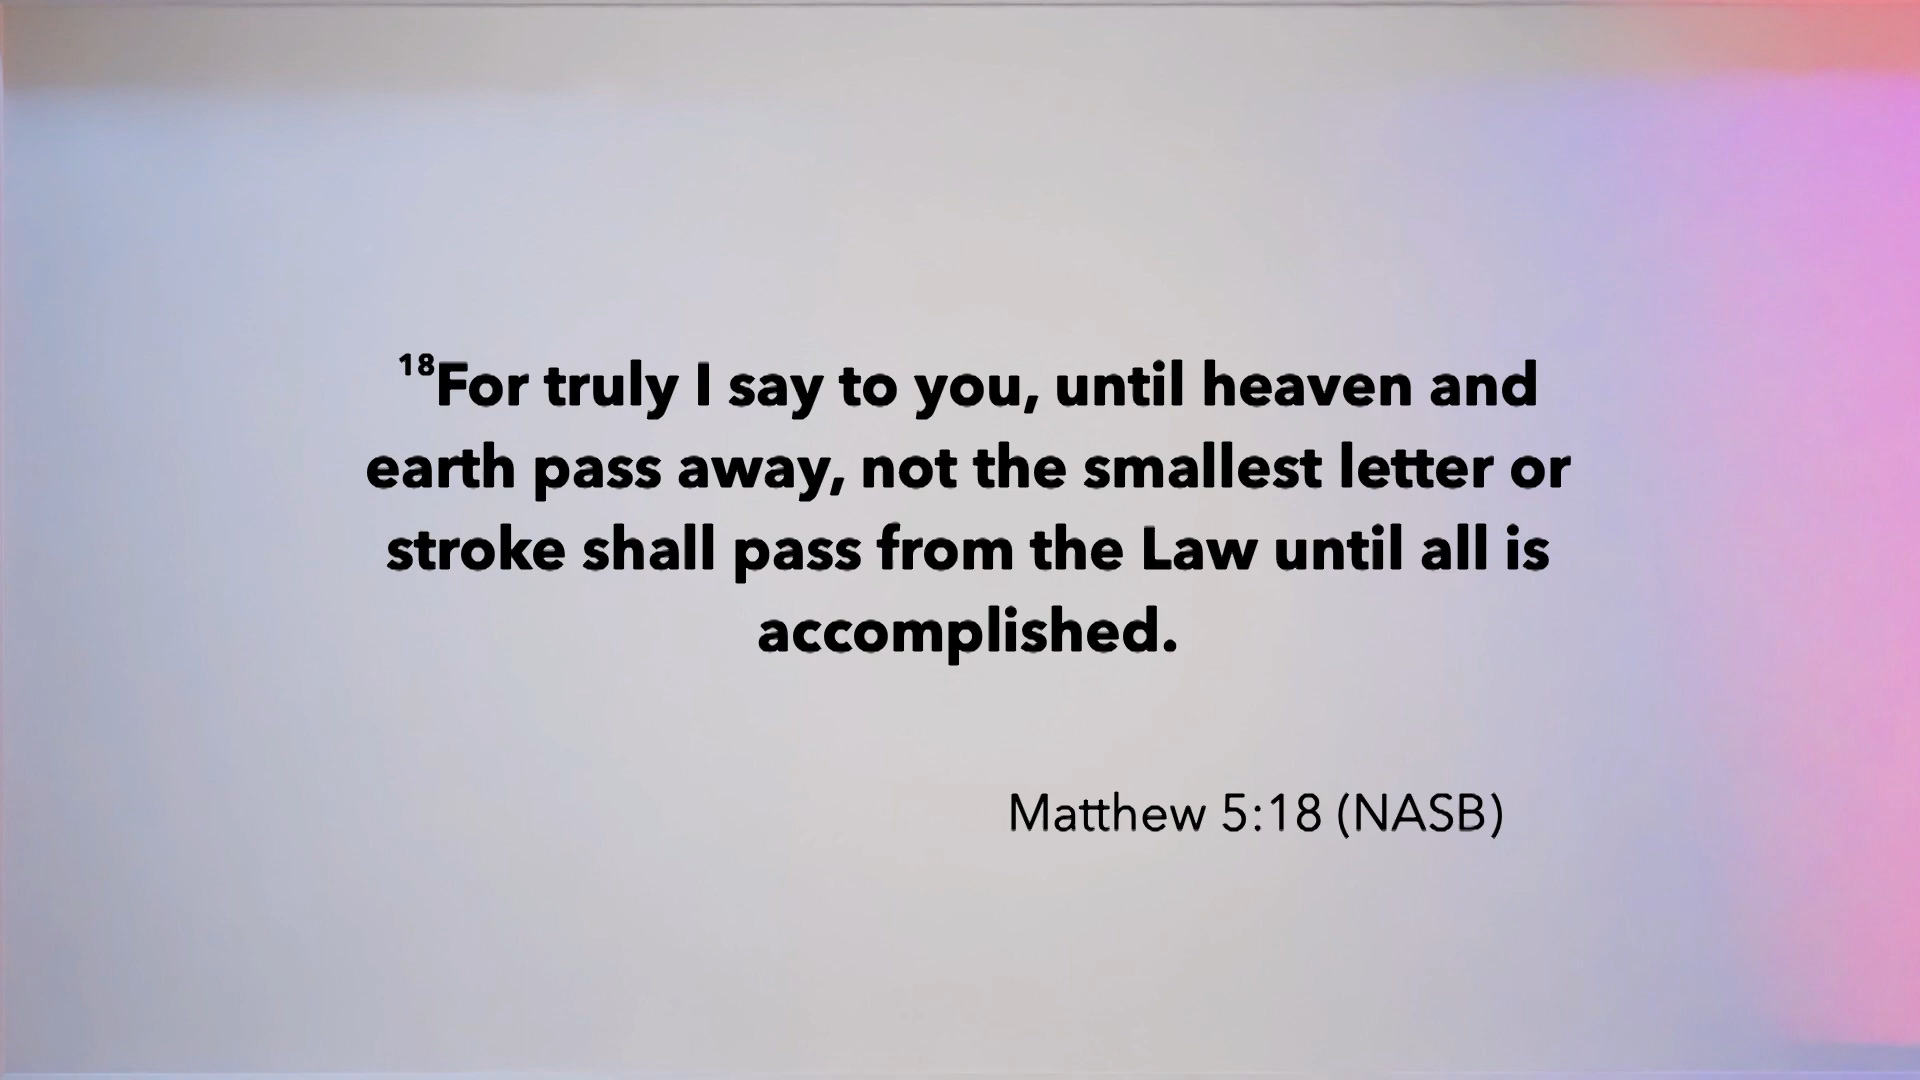 ¹⁸For truly I say to you, until heaven and
earth pass away, not the smallest letter or
stroke shall pass from the Law until all is
accomplished.
Matthew 5:18 (NASB)